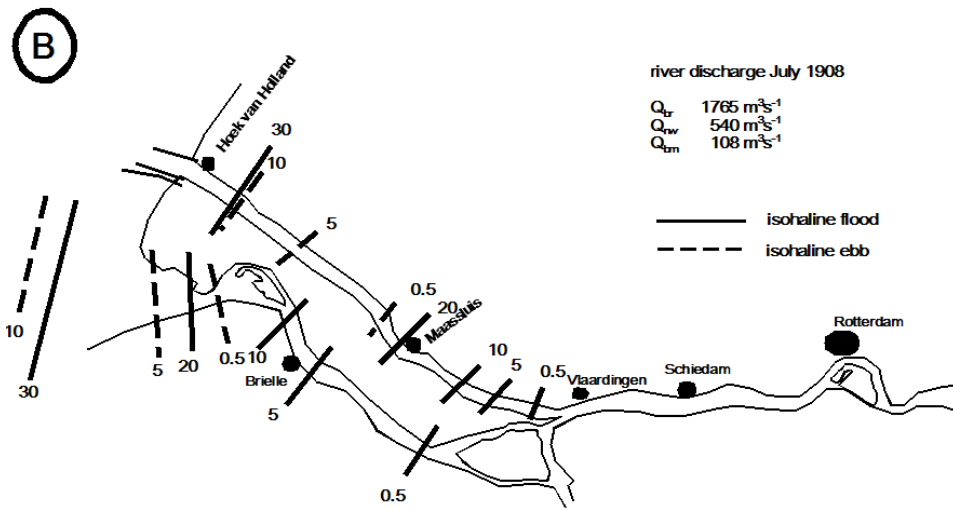 B
river discharge July 1908
Qbr 1765 m³s⁻¹
Qnw 540 m³s⁻¹
Qbm 108 m³s⁻¹
isohaline flood
isohaline ebb
Hoek van Holland
30
10
5
0.5
20
Maassluis
10
5
0.5
Vlaardingen
Schiedam
Rotterdam
10
30
5
20
0.5
10
Brielle
5
0.5